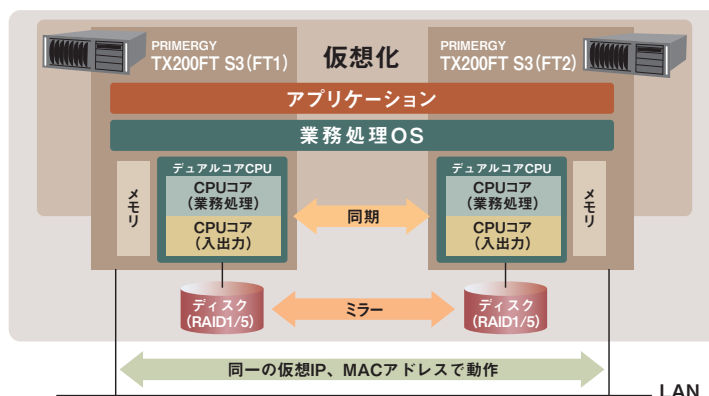 PRIMERGY
TX200FT S3(FT1)
仮想化
PRIMERGY
TX200FT S3(FT2)
アプリケーション
業務処理OS
メモリ
デュアルコアCPU
CPUコア
(業務処理)
CPUコア
(入出力)
同期
デュアルコアCPU
CPUコア
(業務処理)
CPUコア
(入出力)
メモリ
ディスク
(RAID1/5)
ミラー
ディスク
(RAID1/5)
同一の仮想IP、MACアドレスで動作
LAN